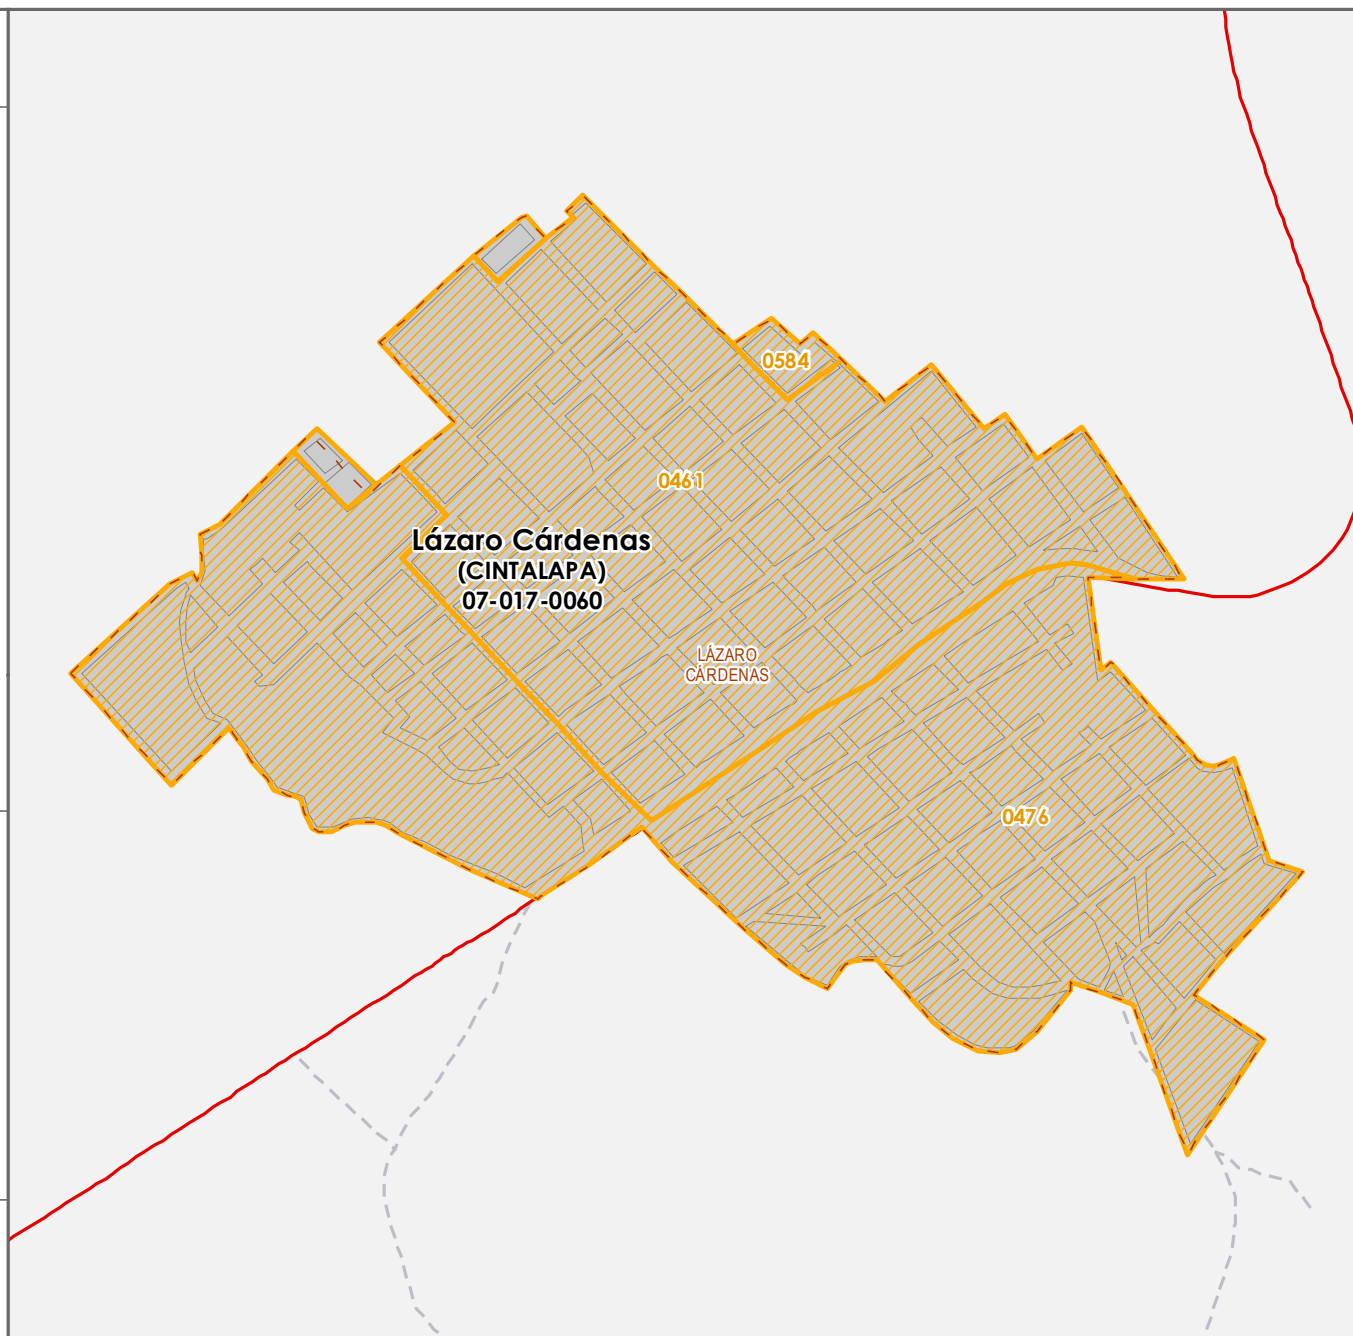 0584
0461
Lázaro Cárdenas
(CINTALAPA)
07-017-0060
LÁZARO
CÁRDENAS
0476